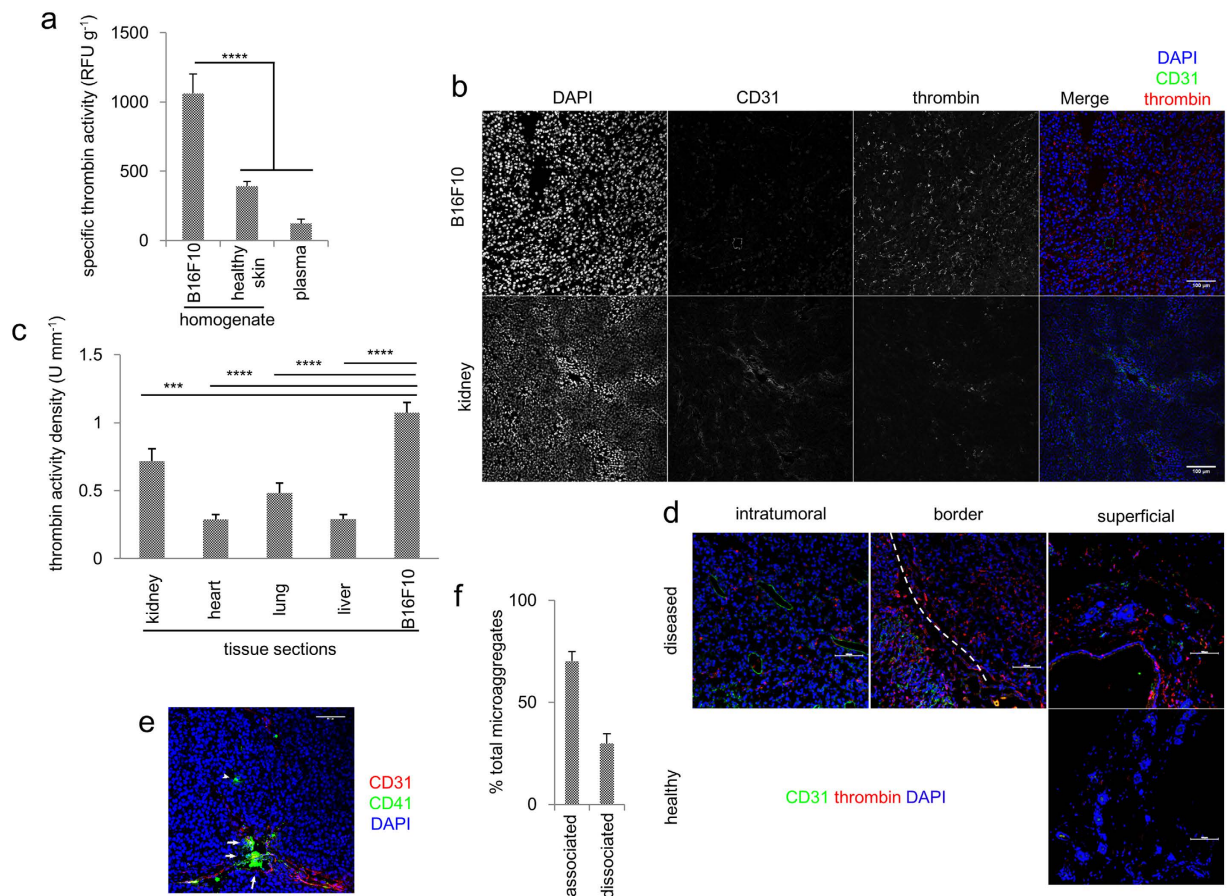 a
specific thrombin activity (RFU g⁻¹)
1500
1000
500
0
****
B16F10
healthy
skin
plasma
homogenate
b
DAPI
CD31
thrombin
DAPI
CD31
thrombin
Merge
B16F10
kidney
100 µm
100 µm
c
thrombin activity density (U mm⁻¹)
1.5
1
0.5
0
***
****
****
****
kidney
heart
lung
liver
B16F10
tissue sections
d
intratumoral
border
superficial
diseased
healthy
CD31 thrombin DAPI
e
CD31
CD41
DAPI
f
% total microaggregates
100
50
0
associated
dissociated